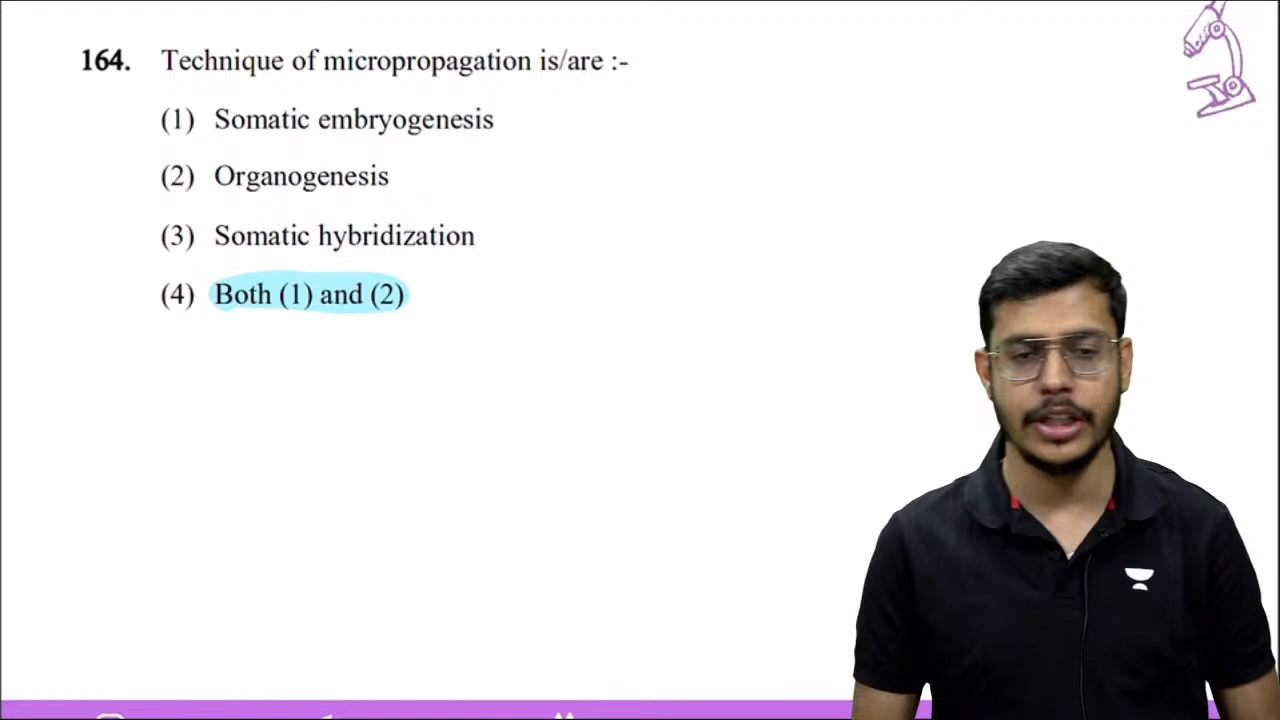 164. Technique of micropropagation is/are :-
(1) Somatic embryogenesis
(2) Organogenesis
(3) Somatic hybridization
(4) Both (1) and (2)